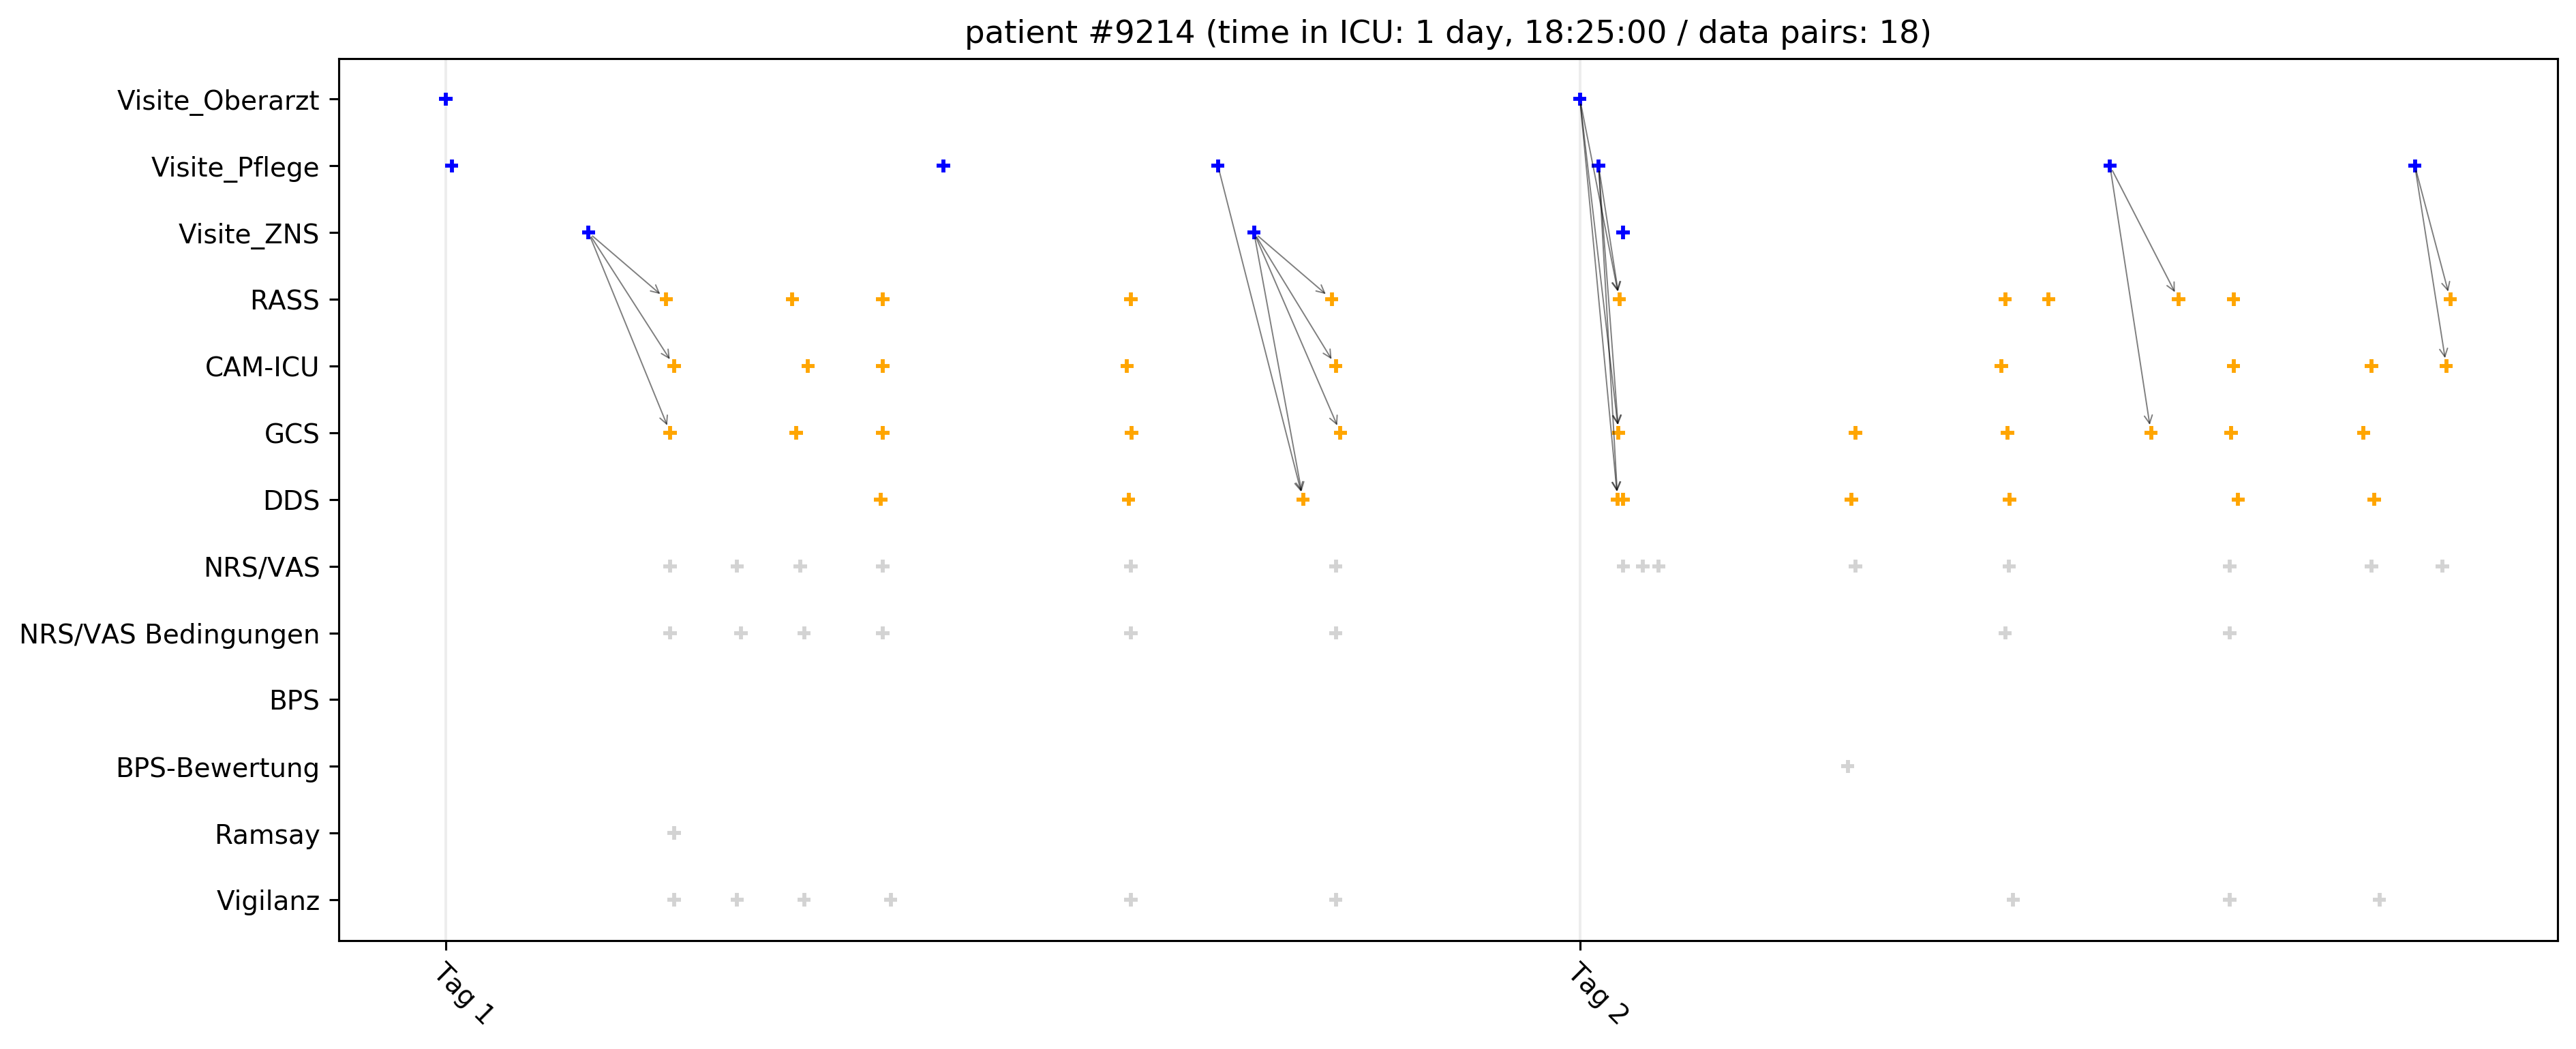 patient #9214 (time in ICU: 1 day, 18:25:00 / data pairs: 18)
Visite_Oberarzt
Visite_Pflege
Visite_ZNS
RASS
CAM-ICU
GCS
DDS
NRS/VAS
NRS/VAS Bedingungen
BPS
BPS-Bewertung
Ramsay
Vigilanz
Tag 1
Tag 2